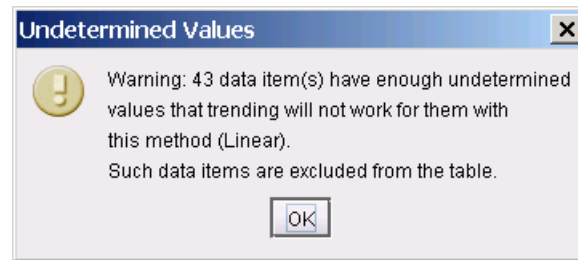 Undetermined Values
Warning: 43 data item(s) have enough undetermined
values that trending will not work for them with
this method (Linear).
Such data items are excluded from the table.
OK